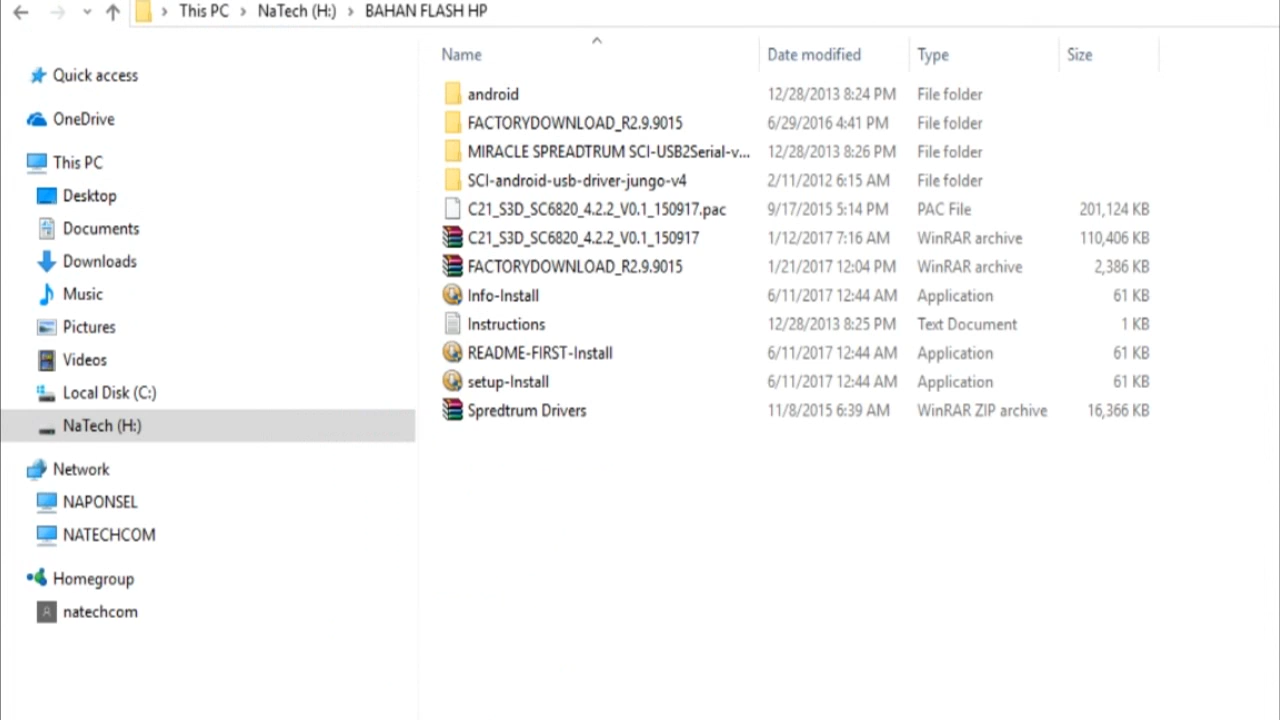 This PC > NaTech (H:) > BAHAN FLASH HP
Name Date modified Type Size
Quick access
OneDrive
This PC
Desktop
Documents
Downloads
Music
Pictures
Videos
Local Disk (C:)
NaTech (H:)
Network
NAPONSEL
NATECHCOM
Homegroup
natechcom
android 12/28/2013 8:24 PM File folder
FACTORYDOWNLOAD_R2.9.9015 6/29/2016 4:41 PM File folder
MIRACLE SPREADTRUM SCI-USB2Serial-v... 12/28/2013 8:26 PM File folder
SCI-android-usb-driver-jungo-v4 2/11/2012 6:15 AM File folder
C21_S3D_SC6820_4.2.2_V0.1_150917.pac 9/17/2015 5:14 PM PAC File 201,124 KB
C21_S3D_SC6820_4.2.2_V0.1_150917 1/12/2017 7:16 AM WinRAR archive 110,406 KB
FACTORYDOWNLOAD_R2.9.9015 1/21/2017 12:04 PM WinRAR archive 2,386 KB
Info-Install 6/11/2017 12:44 AM Application 61 KB
Instructions 12/28/2013 8:25 PM Text Document 1 KB
README-FIRST-Install 6/11/2017 12:44 AM Application 61 KB
setup-Install 6/11/2017 12:44 AM Application 61 KB
Spredtrum Drivers 11/8/2015 6:39 AM WinRAR ZIP archive 16,366 KB